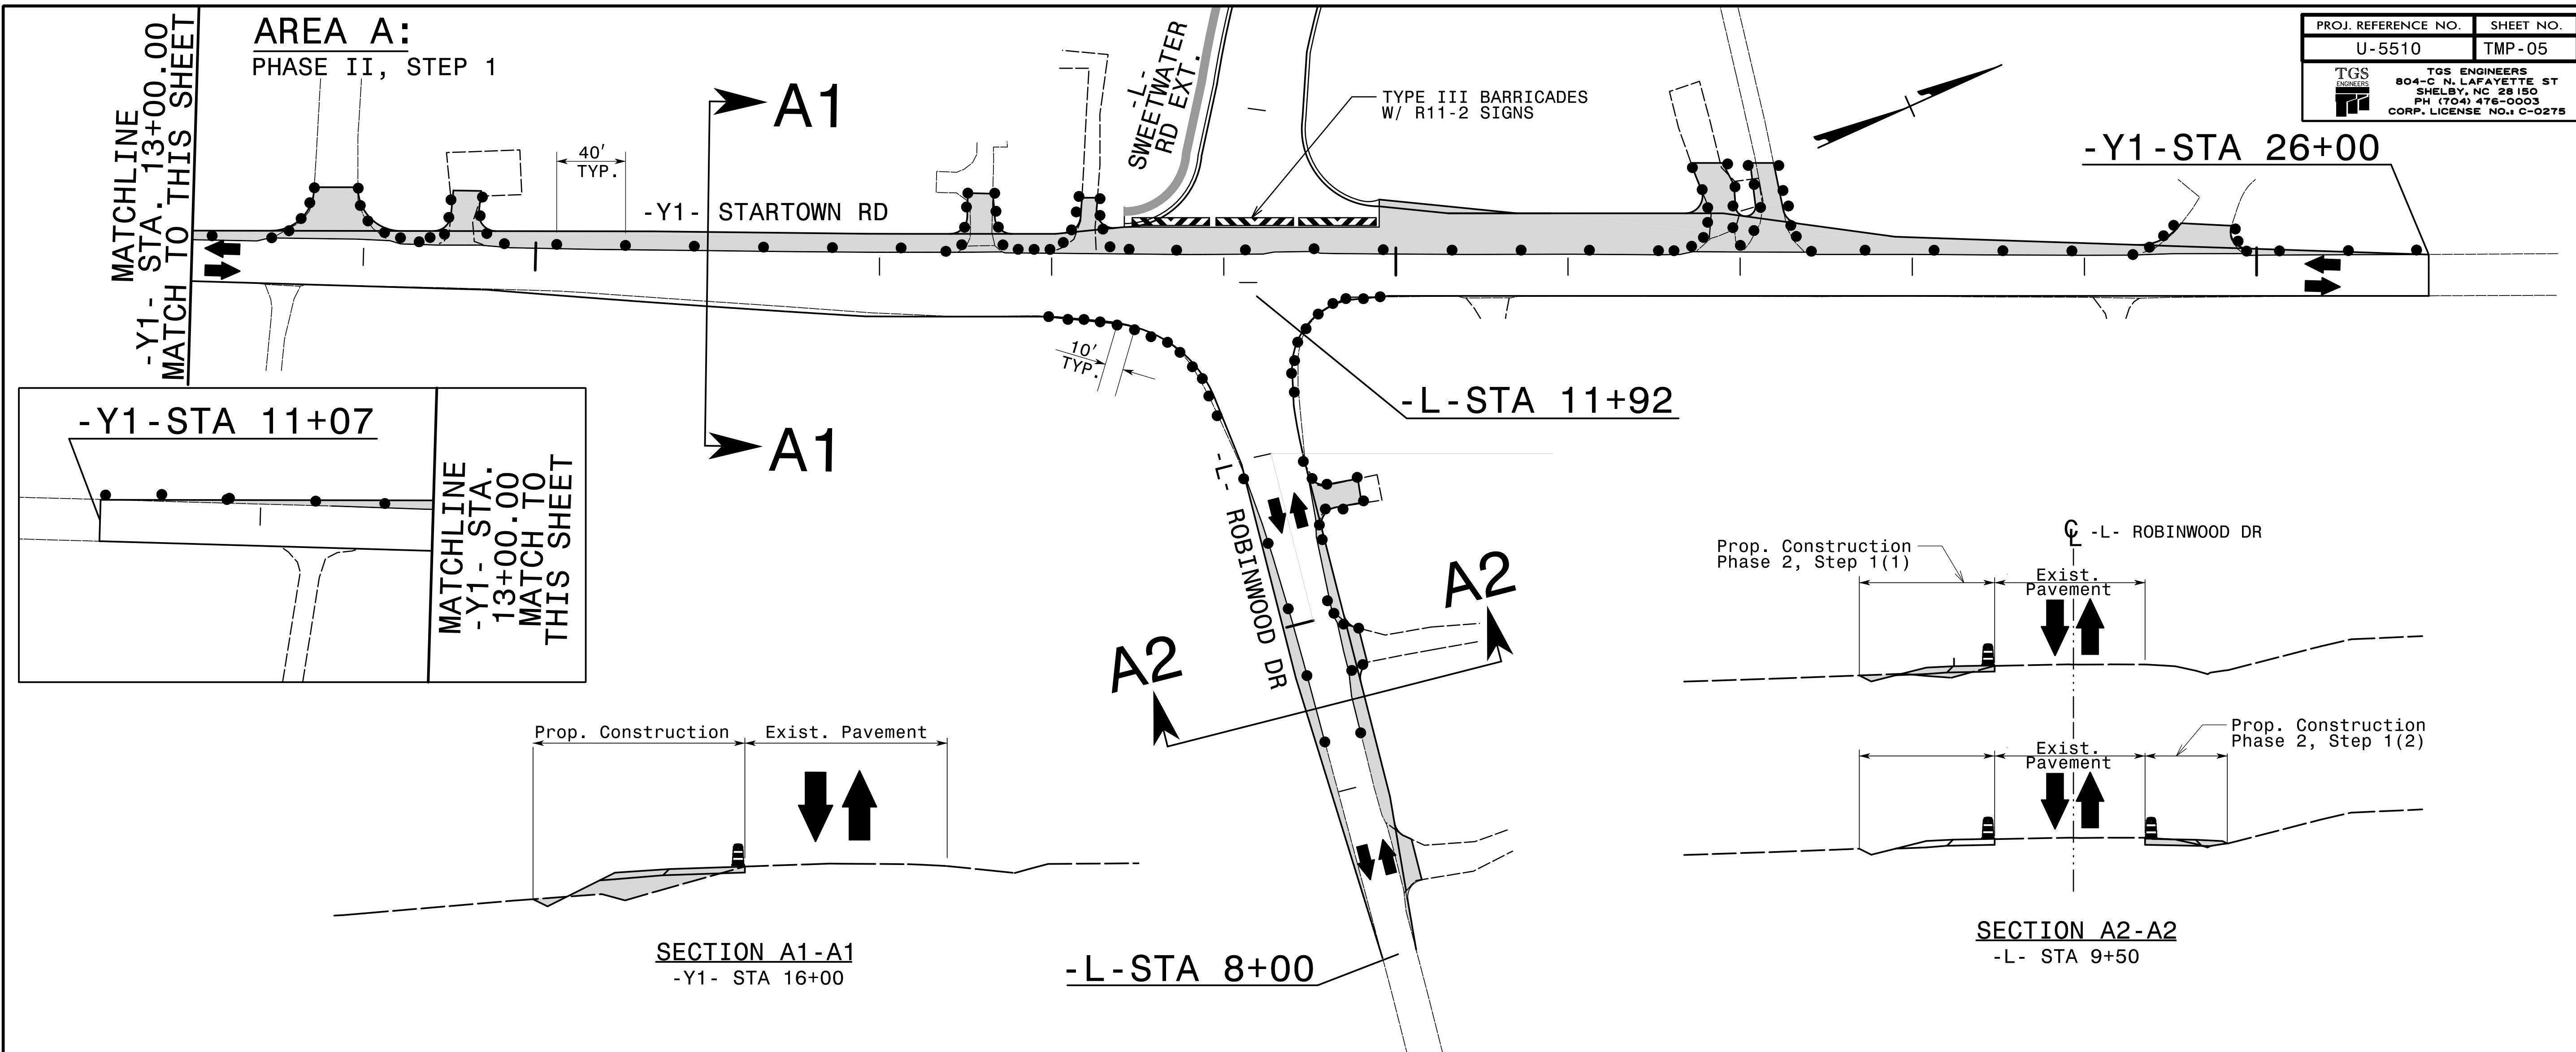 AREA A:
PHASE II, STEP 1
MATCHLINE
-Y1- STA. 13+00.00
MATCH TO THIS SHEET
PROJ. REFERENCE NO.
SHEET NO.
U-5510
TMP-05
TGS
ENGINEERS
TGS ENGINEERS
804-C N. LAFAYETTE ST
SHELBY, NC 28150
PH (704) 476-0003
CORP. LICENSE NO.: C-0275
A1
-L-
SWEETWATER
RD EXT.
TYPE III BARRICADES
W/ R11-2 SIGNS
-Y1-STA 26+00
40'
TYP.
-Y1- STARTOWN RD
10'
TYP.
A1
-L-STA 11+92
-Y1-STA 11+07
MATCHLINE
-Y1- STA.
13+00.00
MATCH TO
THIS SHEET
-L- ROBINWOOD DR
A2
A2
CL -L- ROBINWOOD DR
Prop. Construction
Phase 2, Step 1(1)
Exist.
Pavement
Prop. Construction
Phase 2, Step 1(2)
Exist.
Pavement
Prop. Construction
Exist. Pavement
SECTION A1-A1
-Y1- STA 16+00
-L-STA 8+00
SECTION A2-A2
-L- STA 9+50